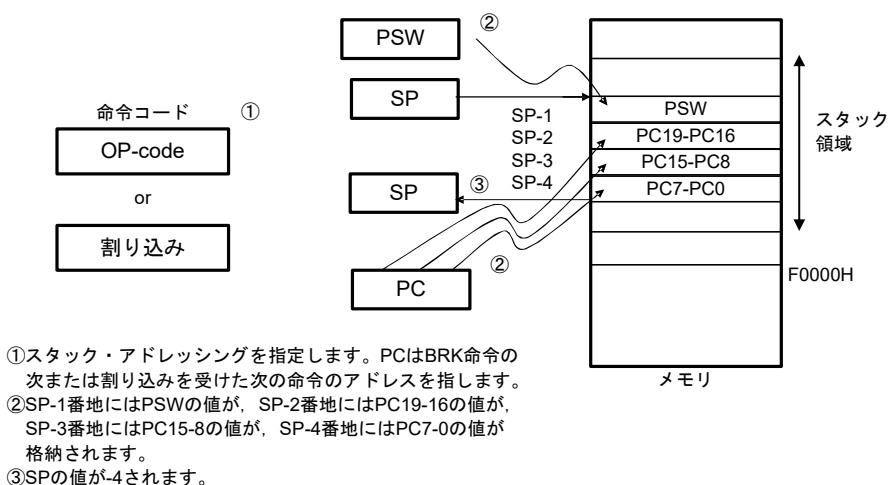 ②
PSW
SP
命令コード ①
OP-code
or
割り込み
SP-1
SP-2
SP-3
SP-4
PSW
PC19-PC16
PC15-PC8
PC7-PC0
スタック
領域
SP
③
②
PC
F0000H
メモリ
①スタック・アドレッシングを指定します。PCはBRK命令の
次または割り込みを受けた次の命令のアドレスを指します。
②SP-1番地にはPSWの値が，SP-2番地にはPC19-16の値が，
SP-3番地にはPC15-8の値が，SP-4番地にはPC7-0の値が
格納されます。
③SPの値が-4されます。